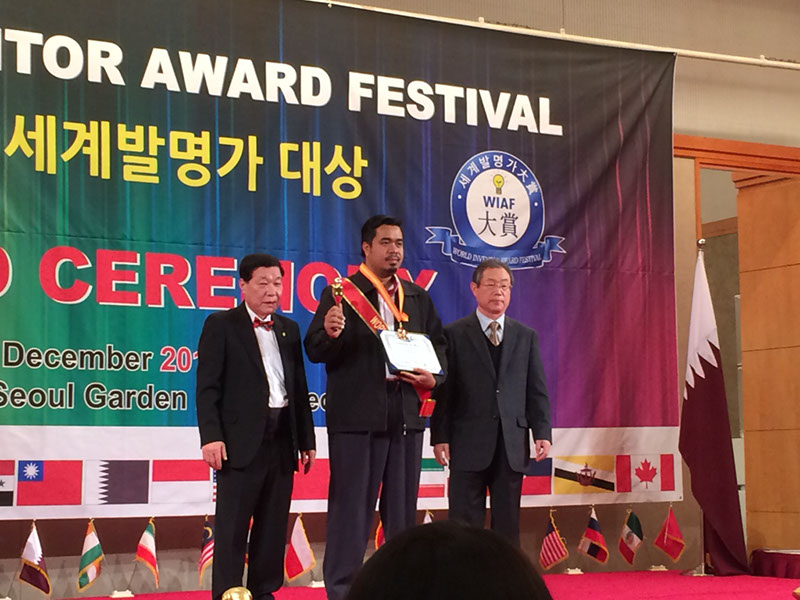 TOR AWARD FESTIVAL
세계발명가 대상
CEREMONY
December 201
Seoul Garden
세계발명가大賞
WIAF
大賞
WORLD INVENTOR AWARD FESTIVAL